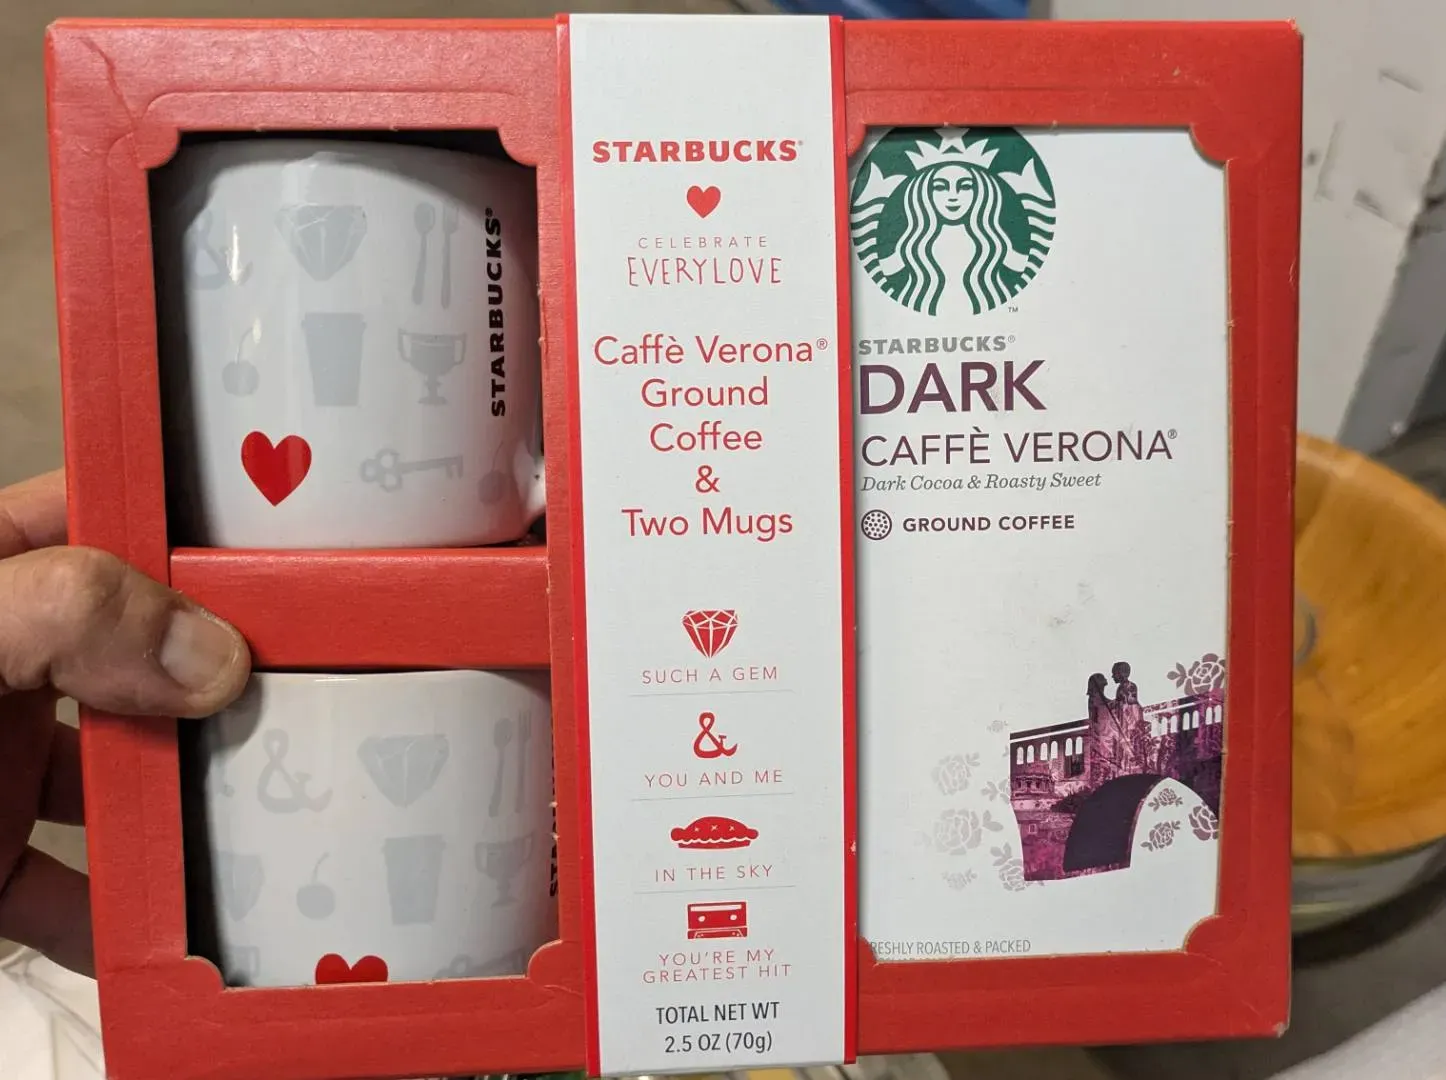 STARBUCKS®
STARBUCKS®
CELEBRATE
EVERYLOVE
Caffè Verona®
Ground
Coffee
&
Two Mugs
SUCH A GEM
&
YOU AND ME
IN THE SKY
YOU'RE MY
GREATEST HIT
TOTAL NET WT
2.5 OZ (70g)
&
&
TM
STARBUCKS®
DARK
CAFFÈ VERONA®
Dark Cocoa & Roasty Sweet
GROUND COFFEE
RESHLY ROASTED & PACKED